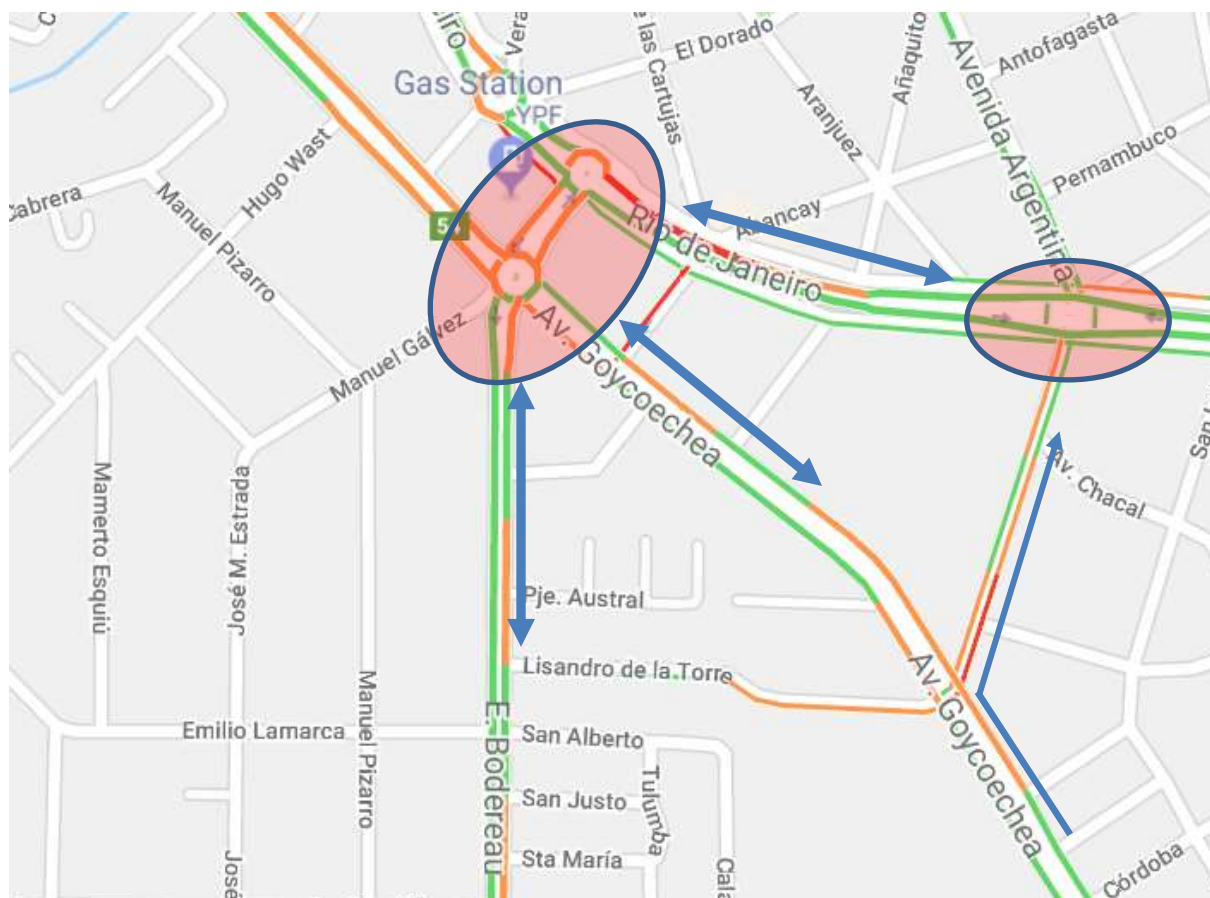 El Dorado
Antofagasta
Gas Station
YPF
Añaquito
Aranjuez
Avenida Argentina
Pernambuco
Hugo Wast
Cabrera
Manuel Pizarro
Abancay
Río de Janeiro
Manuel Gálvez
Av. Goycoechea
Av. Chacal
Mamerto Esquiú
José M. Estrada
Pje. Austral
Lisandro de la Torre
Av. Goycoechea
Emilio Lamarca
Manuel Pizarro
E. Bodereau
San Alberto
Tulumba
San Justo
Sta María
Córdoba
José